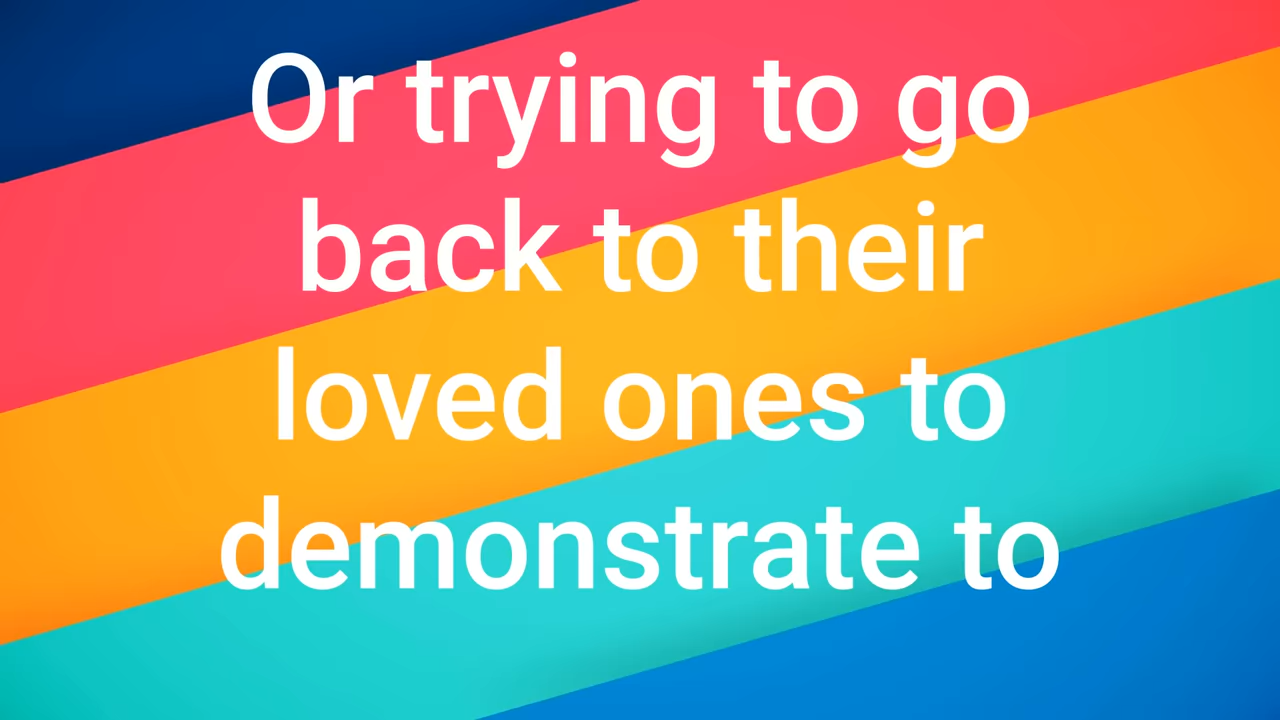 Or trying to go
back to their
loved ones to
demonstrate to